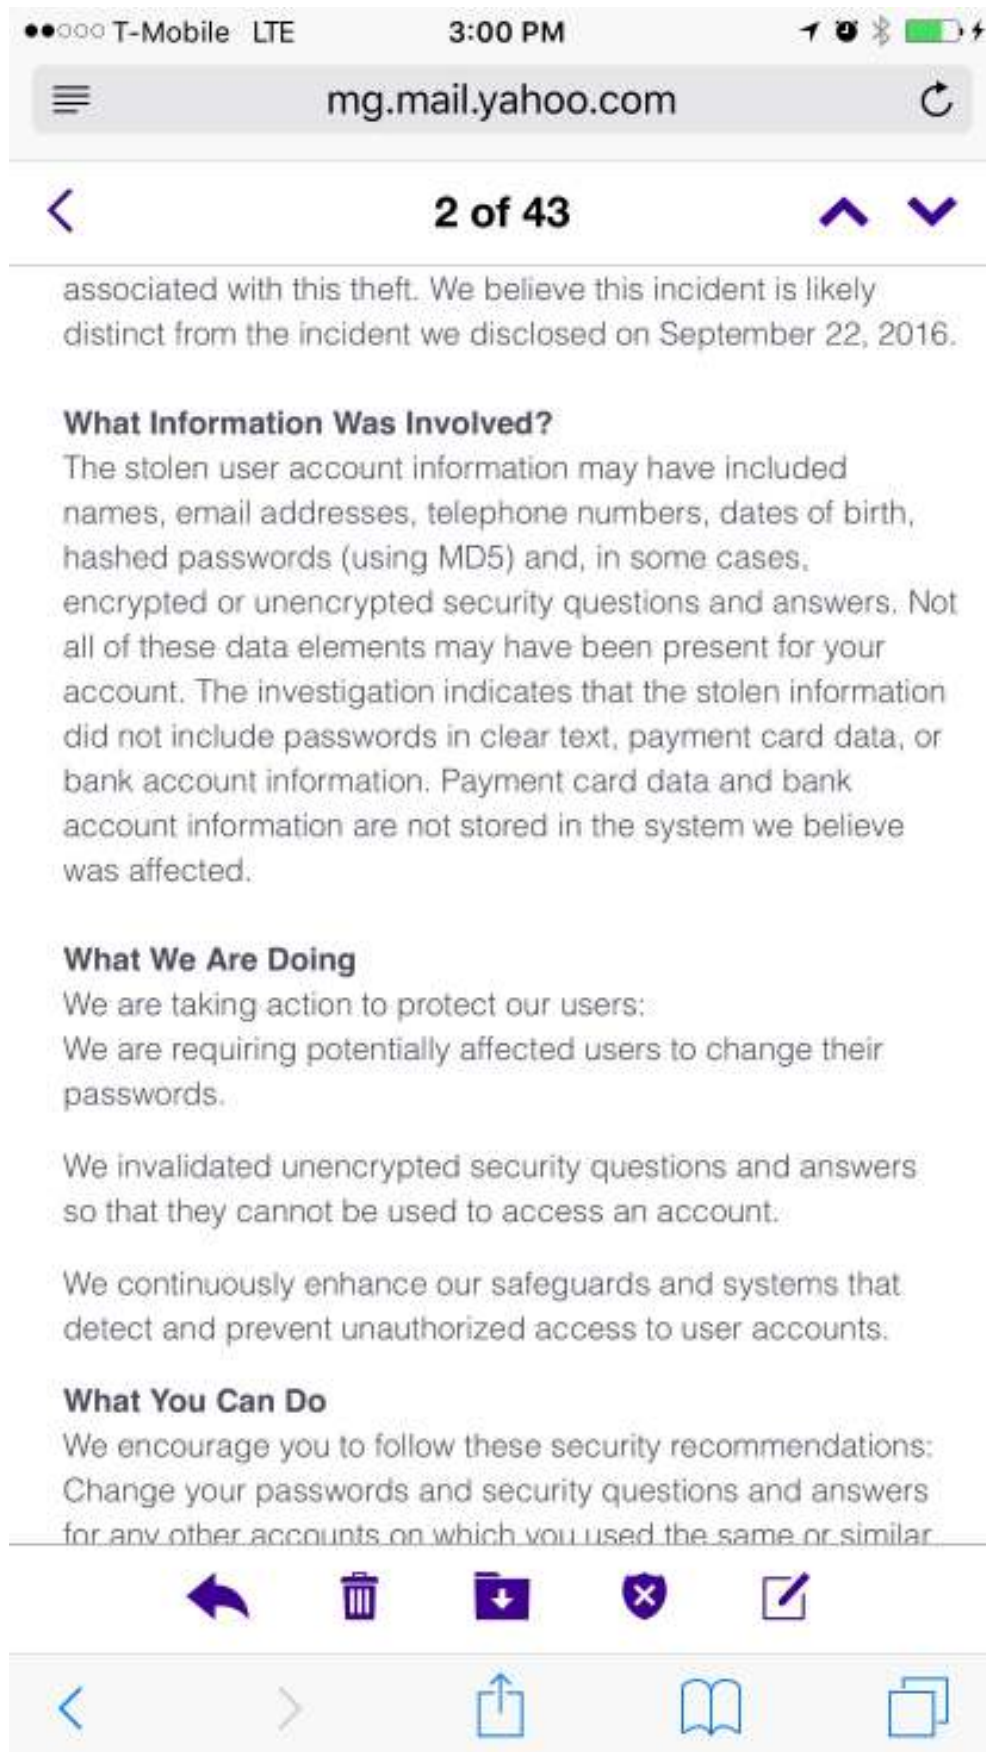 T-Mobile LTE 3:00 PM
mg.mail.yahoo.com
2 of 43
associated with this theft. We believe this incident is likely
distinct from the incident we disclosed on September 22, 2016.
What Information Was Involved?
The stolen user account information may have included
names, email addresses, telephone numbers, dates of birth,
hashed passwords (using MD5) and, in some cases,
encrypted or unencrypted security questions and answers. Not
all of these data elements may have been present for your
account. The investigation indicates that the stolen information
did not include passwords in clear text, payment card data, or
bank account information. Payment card data and bank
account information are not stored in the system we believe
was affected.
What We Are Doing
We are taking action to protect our users:
We are requiring potentially affected users to change their
passwords.
We invalidated unencrypted security questions and answers
so that they cannot be used to access an account.
We continuously enhance our safeguards and systems that
detect and prevent unauthorized access to user accounts.
What You Can Do
We encourage you to follow these security recommendations:
Change your passwords and security questions and answers
for any other accounts on which you used the same or similar